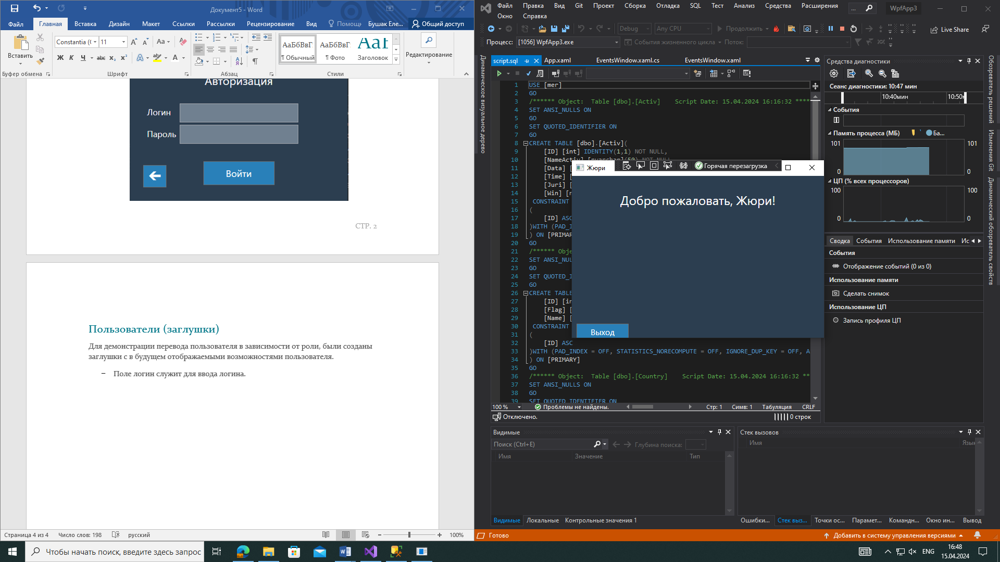 Документ5 - Word
Файл Главная Вставка Дизайн Макет Ссылки Рассылки Рецензирование Вид Помощн Бушак Еле... Общий доступ
Вставить
Constantia ( 11
Aa
Ж К Ч abc x₂ x²
АаБбВвГ АаБбВвГ АаБ
¶ Обычный ¶ Фото Заголовок
Редактирование
Буфер обмена Шрифт Абзац Стили
Авторизация
Логин
Пароль
Войти
СТР. 2
Пользователи (заглушки)
Для демонстрации перевода пользователя в зависимости от роли, были созданы
заглушки с в будущем отображаемыми возможностями пользователя.
− Поле логин служит для ввода логина.
Страница 4 из 4 Число слов: 198 русский 100%
Файл Правка Вид Git Проект Сборка Отладка SQL Тест Анализ Средства Расширения
Окно Справка
... WpfApp3
Debug Any CPU Продолжить Live Share
Процесс: [1056] WpfApp3.exe События жизненного цикла Поток:
Динамическое визуальное дерево
script.sql App.xaml EventsWindow.xaml.cs EventsWindow.xaml
1 USE [mer]
2 GO
3 /****** Object: Table [dbo].[Activ] Script Date: 15.04.2024 16:16:32 *****
4 SET ANSI_NULLS ON
5 GO
6 SET QUOTED_IDENTIFIER ON
7 GO
8 CREATE TABLE [dbo].[Activ](
9 [ID] [int] IDENTITY(1,1) NOT NULL,
10 [NameActiv] [nvarchar](50) NOT NULL,
11 [Data] [
12 [Time] [
13 [Juri] [
14 [Win] [n
15 CONSTRAINT
16 (
17 [ID] ASC
18 )WITH (PAD_I
19 ) ON [PRIMAR
20 GO
21 /****** Obje
22 SET ANSI_NUL
23 GO
24 SET QUOTED_I
25 GO
26 CREATE TABLE
27 [ID] [in
28 [Flag] [
29 [Name] [
30 CONSTRAINT
31 (
32 [ID] ASC
33 )WITH (PAD_INDEX = OFF, STATISTICS_NORECOMPUTE = OFF, IGNORE_DUP_KEY = OFF, A
34 ) ON [PRIMARY]
35 GO
36 /****** Object: Table [dbo].[Country] Script Date: 15.04.2024 16:16:32 **
37 SET ANSI_NULLS ON
38 GO
39 SET QUOTED_IDENTIFIER ON
100 % Проблемы не найдены. Стр: 1 Симв: 1 Табуляция CRLF
Отключено. 0 строк
Жюри Горячая перезагрузка
Добро пожаловать, Жюри!
Выход
Средства диагностики
Сеанс диагностики: 10:47 мин
10:40мин 10:50м
События
Память процесса (МБ) Ба...
101 101
0 0
ЦП (% всех процессоров)
100 100
0 0
Сводка События Использование памяти Ис
События
Отображение событий (0 из 0)
Использование памяти
Сделать снимок
Использование ЦП
Запись профиля ЦП
Обозреватель решений
Изменения Git
Динамический обозреватель свойств
Видимые
Поиск (Ctrl+E) Глубина поиска:
Имя Значение Тип
Видимые Локальные Контрольные значения 1
Стек вызовов
Имя Язык
Ошибки... Стек выз... Точки ос... Парамет... Командн... Окно ин... Вывод
Готово Добавить в систему управления версиями
Чтобы начать поиск, введите здесь запрос
ENG
16:48
15.04.2024